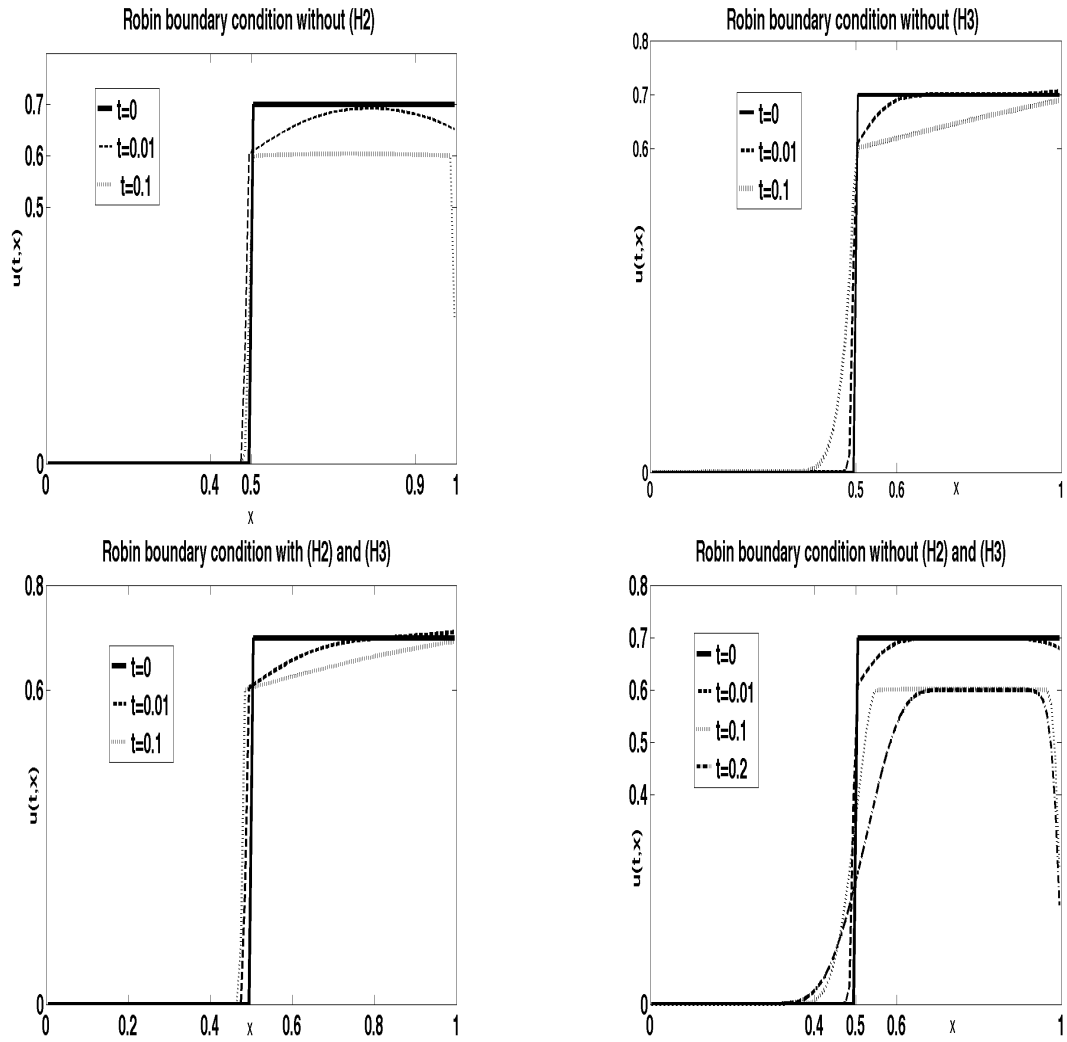 Robin boundary condition without (H2)
0.7
0.6
0.5
0
u(t,x)
t=0
t=0.01
t=0.1
0 0.4 0.5 0.9 1
x
Robin boundary condition without (H3)
0.8
0.7
0.6
0
u(t,x)
t=0
t=0.01
t=0.1
0 0.5 0.6 x 1
Robin boundary condition with (H2) and (H3)
0.8
0.7
0.6
0
u(t,x)
t=0
t=0.01
t=0.1
0 0.2 0.4 x 0.6 0.8 1
Robin boundary condition without (H2) and (H3)
0.8
0.7
0.6
0.5
0.4
0
u(t,x)
t=0
t=0.01
t=0.1
t=0.2
0 0.4 0.5 0.6 x 1